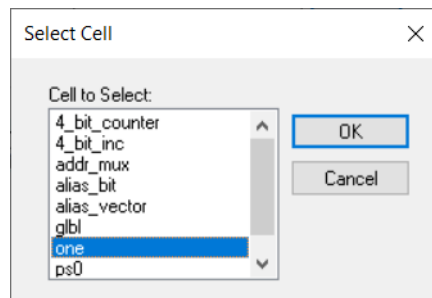 Select Cell
Cell to Select:
4_bit_counter
4_bit_inc
addr_mux
alias_bit
alias_vector
glbl
one
ps0
OK
Cancel